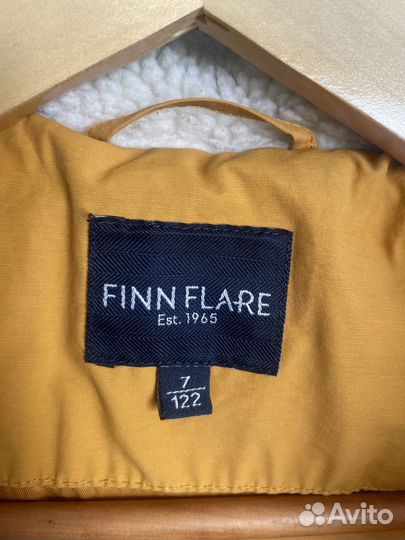 FINN FLARE
Est. 1965
7
122
Avito